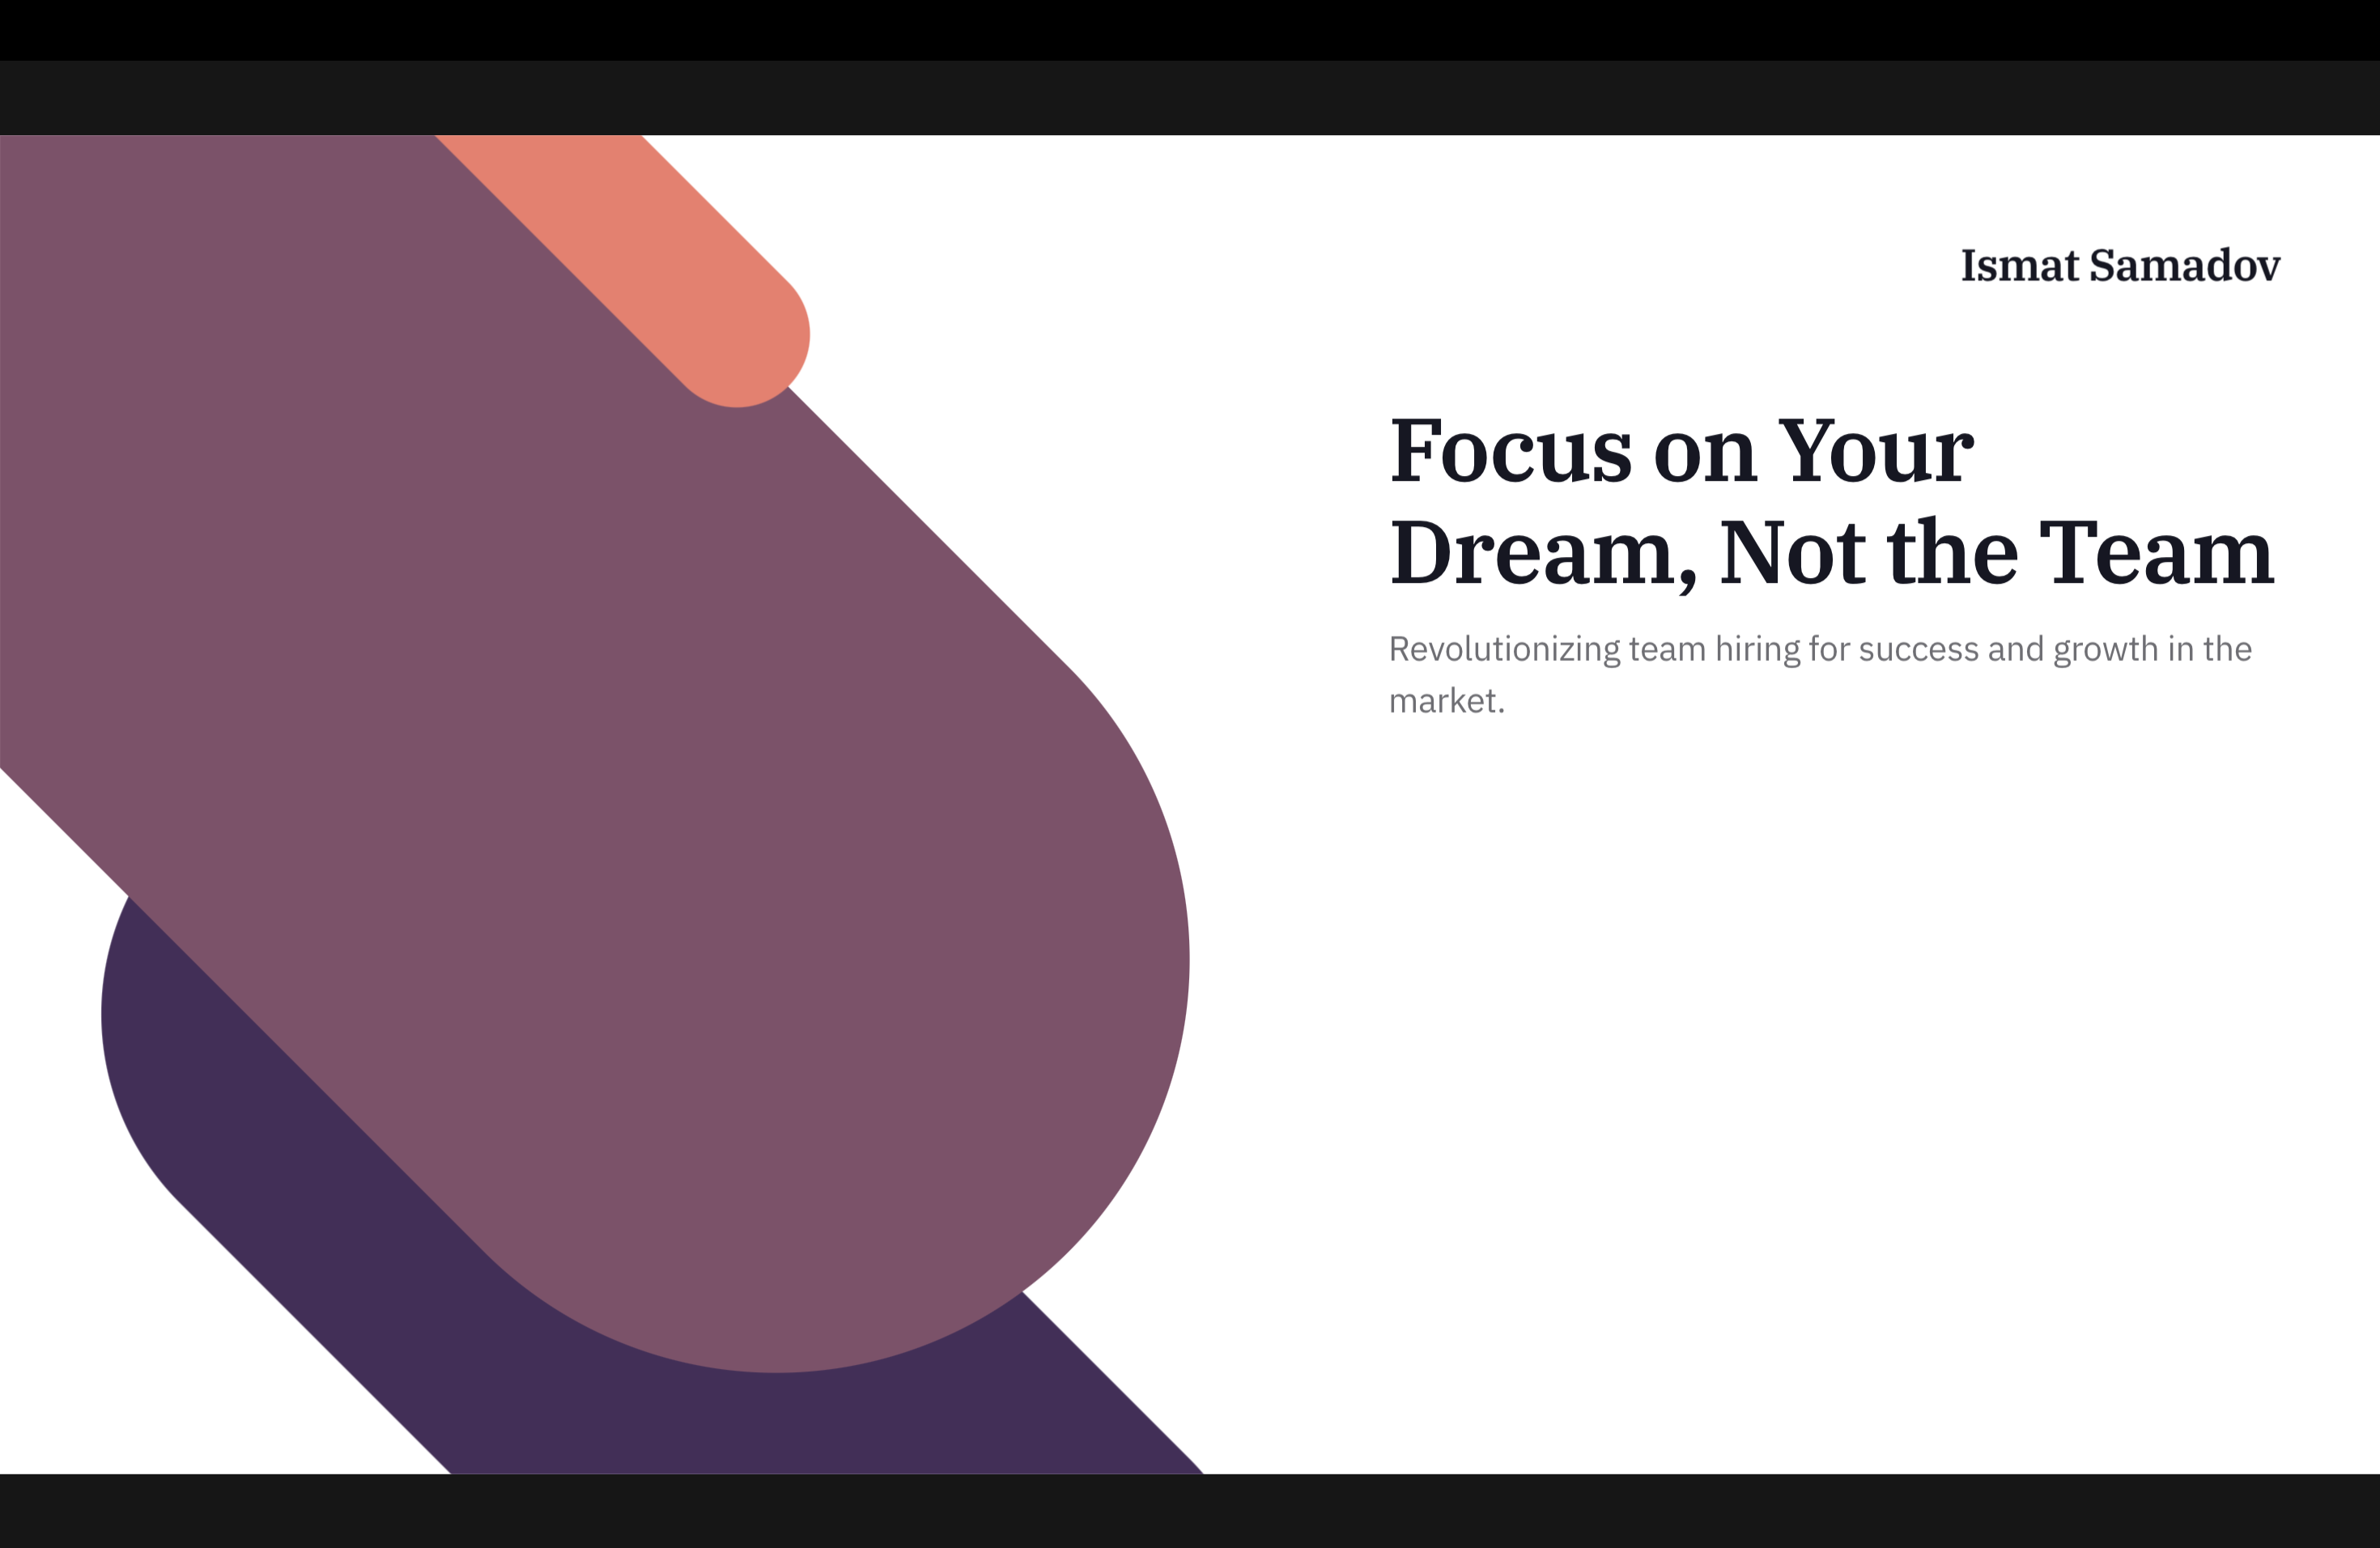 Ismat Samadov
Focus on Your
Dream, Not the Team
Revolutionizing team hiring for success and growth in the
market.